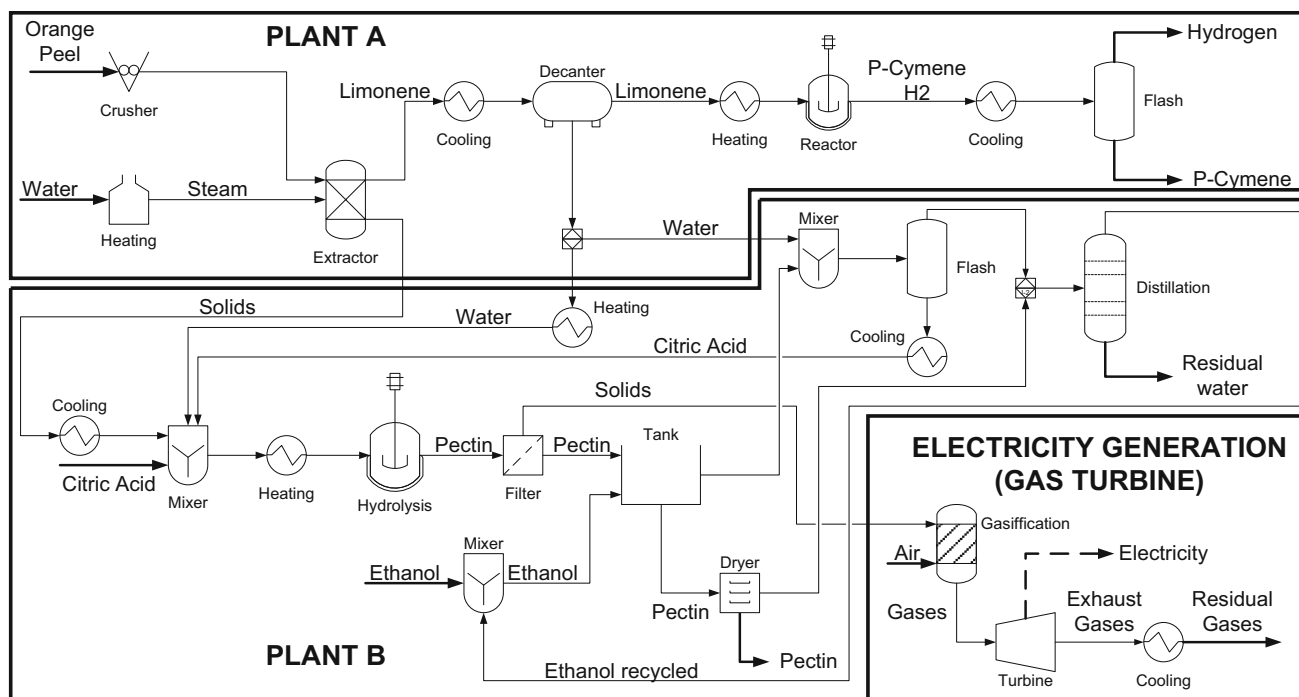 PLANT A
Orange
Peel
Crusher
Water
Heating
Steam
Extractor
Limonene
Cooling
Decanter
Limonene
Heating
Reactor
P-Cymene
H2
Cooling
Flash
Hydrogen
P-Cymene
Water
Mixer
Flash
Distillation
Residual
water
Solids
Heating
Water
Cooling
Citric Acid
Solids
Cooling
Citric Acid
Mixer
Heating
Hydrolysis
Pectin
Filter
Pectin
Tank
Ethanol
Mixer
Ethanol
Pectin
Dryer
Pectin
Ethanol recycled
PLANT B
ELECTRICITY GENERATION
(GAS TURBINE)
Gasiffication
Air
Electricity
Gases
Turbine
Exhaust
Gases
Cooling
Residual
Gases